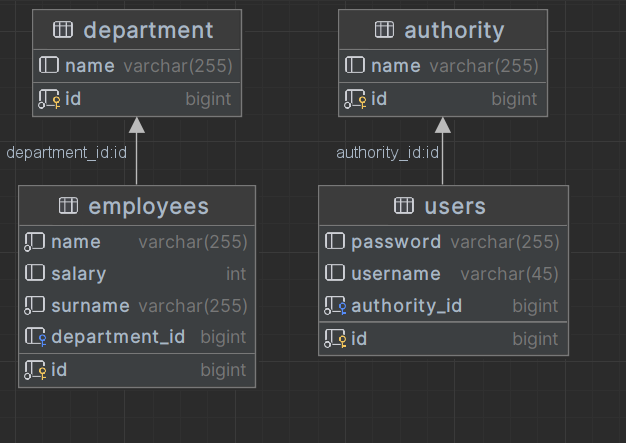 department
name varchar(255)
id bigint
authority
name varchar(255)
id bigint
department_id:id
authority_id:id
employees
name varchar(255)
salary int
surname varchar(255)
department_id bigint
id bigint
users
password varchar(255)
username varchar(45)
authority_id bigint
id bigint